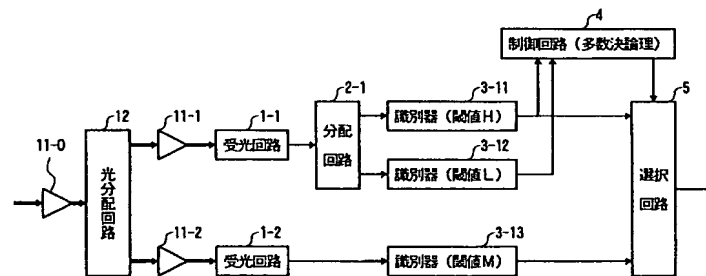 4
制御回路(多数決論理)
5
3-11
2-1
11-1
1-1
12
識別器(閾値H)
分配
回路
受光回路
11-0
3-12
識別器(閾値L)
光分配回路
選択
回路
11-2
1-2
3-13
受光回路
識別器(閾値M)